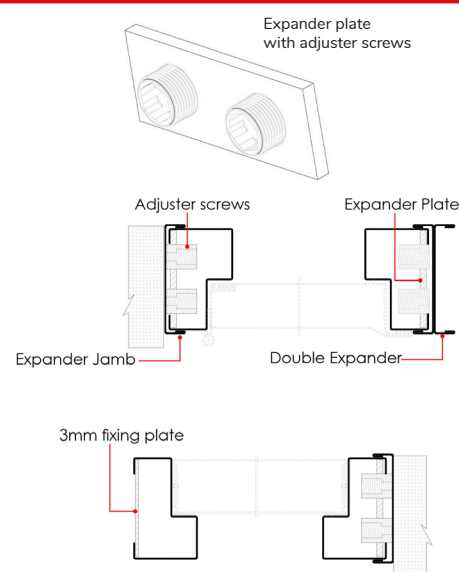 Expander plate
with adjuster screws
Adjuster screws
Expander Plate
Expander Jamb
Double Expander
3mm fixing plate